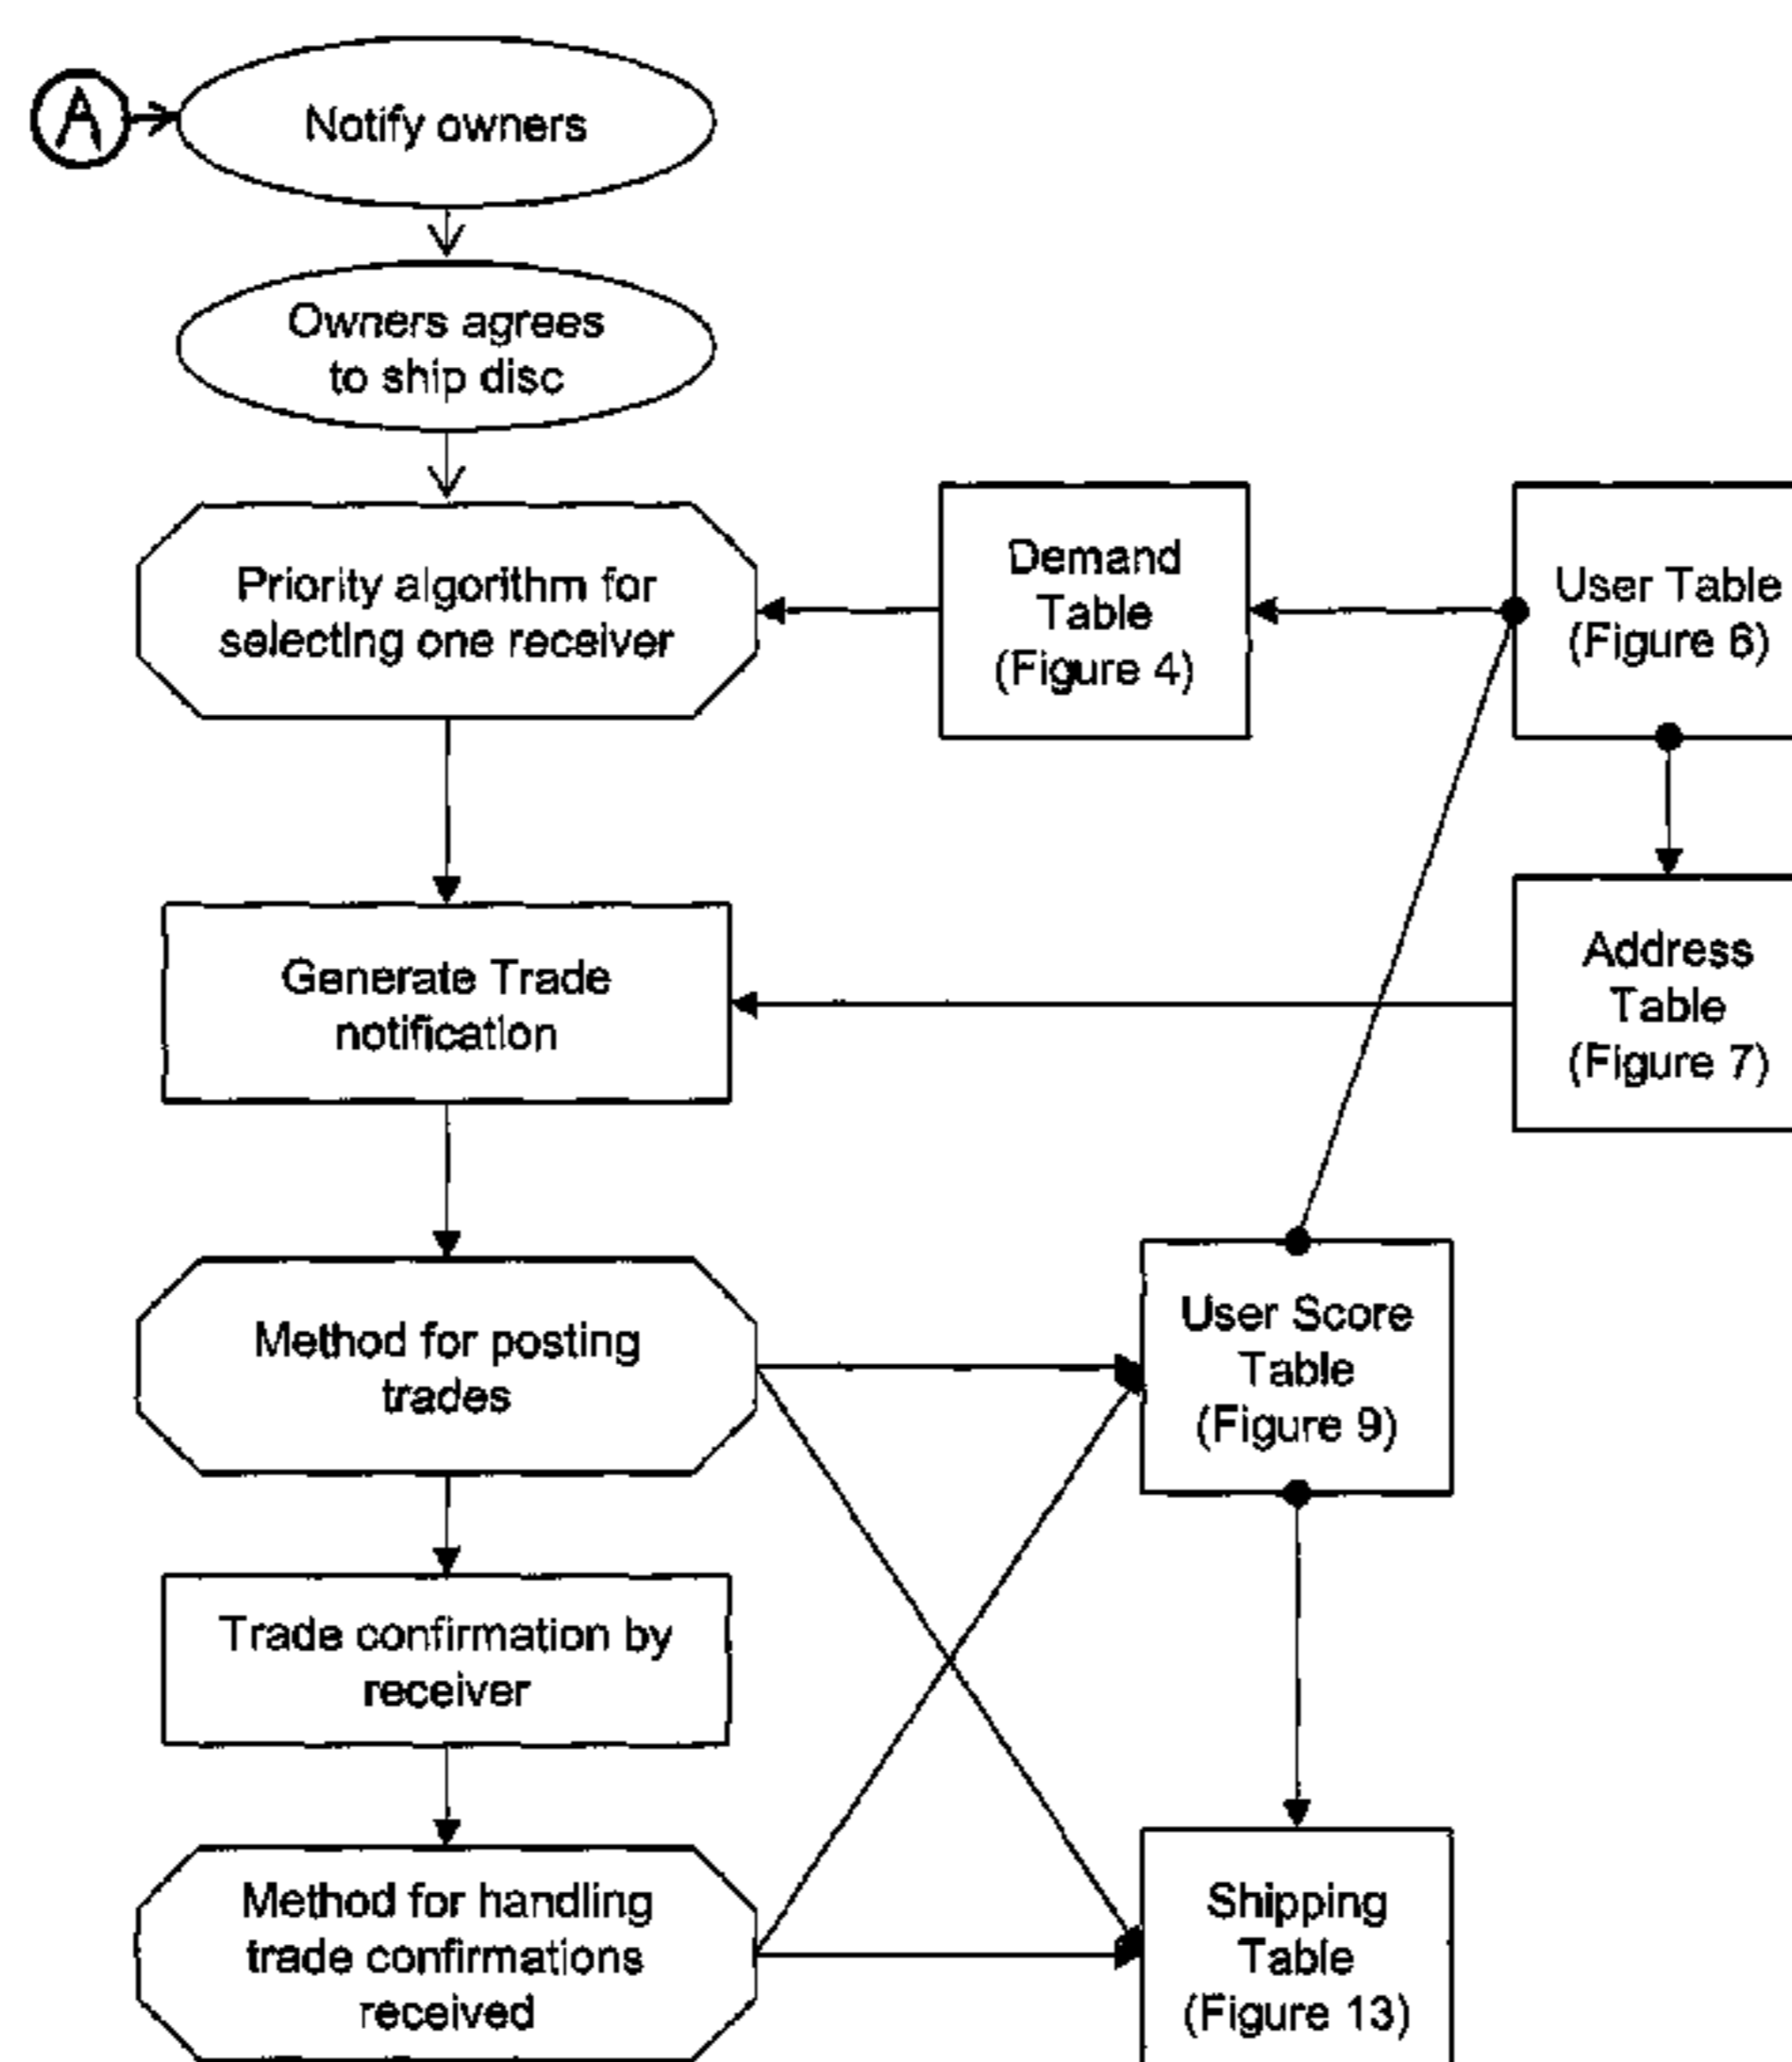 A
Notify owners
Owners agrees
to ship disc
Priority algorithm for
selecting one receiver
Demand
Table
(Figure 4)
User Table
(Figure 6)
Generate Trade
notification
Address
Table
(Figure 7)
Method for posting
trades
User Score
Table
(Figure 9)
Trade confirmation by
receiver
Method for handling
trade confirmations
received
Shipping
Table
(Figure 13)